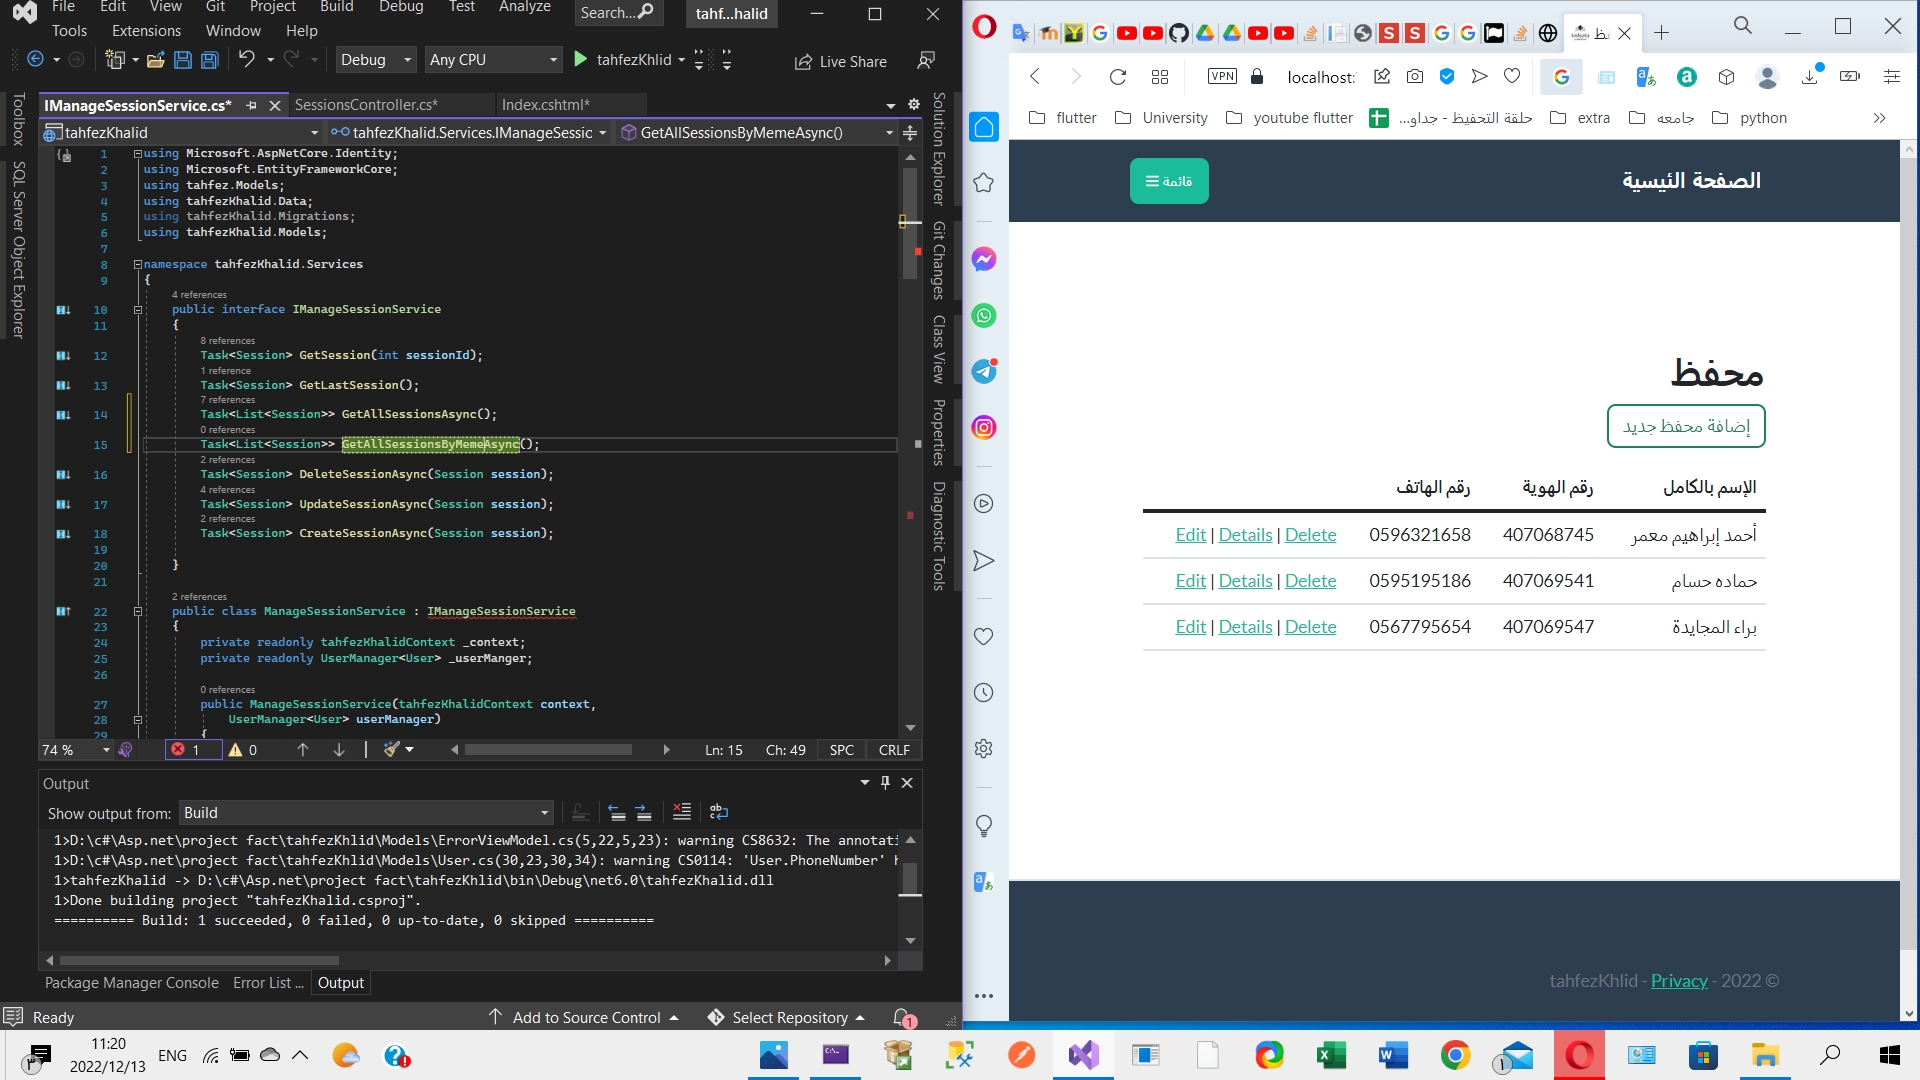 File Edit View Git Project Build Debug Test Analyze Search... tahf...halid
Tools Extensions Window Help
Debug Any CPU tahfezKhlid Live Share
IManageSessionService.cs* SessionsController.cs* Index.cshtml*
tahfezKhalid tahfezKhalid.Services.IManageSessic GetAllSessionsByMemeAsync()
Toolbox
SQL Server Object Explorer
1 using Microsoft.AspNetCore.Identity;
2 using Microsoft.EntityFrameworkCore;
3 using tahfez.Models;
4 using tahfezKhalid.Data;
5 using tahfezKhalid.Migrations;
6 using tahfezKhalid.Models;
7
8 namespace tahfezKhalid.Services
9 {
4 references
10 public interface IManageSessionService
11 {
8 references
12 Task<Session> GetSession(int sessionId);
1 reference
13 Task<Session> GetLastSession();
7 references
14 Task<List<Session>> GetAllSessionsAsync();
0 references
15 Task<List<Session>> GetAllSessionsByMemeAsync();
2 references
16 Task<Session> DeleteSessionAsync(Session session);
4 references
17 Task<Session> UpdateSessionAsync(Session session);
2 references
18 Task<Session> CreateSessionAsync(Session session);
19
20 }
21
2 references
22 public class ManageSessionService : IManageSessionService
23 {
24 private readonly tahfezKhalidContext _context;
25 private readonly UserManager<User> _userManger;
26
0 references
27 public ManageSessionService(tahfezKhalidContext context,
28 UserManager<User> userManager)
29 {
Solution Explorer
Git Changes
Class View
Properties
Diagnostic Tools
74 % 1 0 Ln: 15 Ch: 49 SPC CRLF
Output
Show output from: Build
1>D:\c#\Asp.net\project fact\tahfezKhlid\Models\ErrorViewModel.cs(5,22,5,23): warning CS8632: The annotati
1>D:\c#\Asp.net\project fact\tahfezKhlid\Models\User.cs(30,23,30,34): warning CS0114: 'User.PhoneNumber' h
1>tahfezKhalid -> D:\c#\Asp.net\project fact\tahfezKhlid\bin\Debug\net6.0\tahfezKhalid.dll
1>Done building project "tahfezKhalid.csproj".
========== Build: 1 succeeded, 0 failed, 0 up-to-date, 0 skipped ==========
Package Manager Console Error List ... Output
Ready Add to Source Control Select Repository 1
VPN localhost:
flutter University youtube flutter حلقة التحفيظ - جداو... extra جامعه python
الصفحة الئيسية
قائمة
محفظ
إضافة محفظ جديد
الإسم بالكامل رقم الهوية رقم الهاتف
أحمد إبراهيم معمر 407068745 0596321658 Edit | Details | Delete
حماده حسام 407069541 0595195186 Edit | Details | Delete
براء المجايدة 407069547 0567795654 Edit | Details | Delete
tahfezKhlid - Privacy - 2022 ©
11:20
2022/12/13
ENG